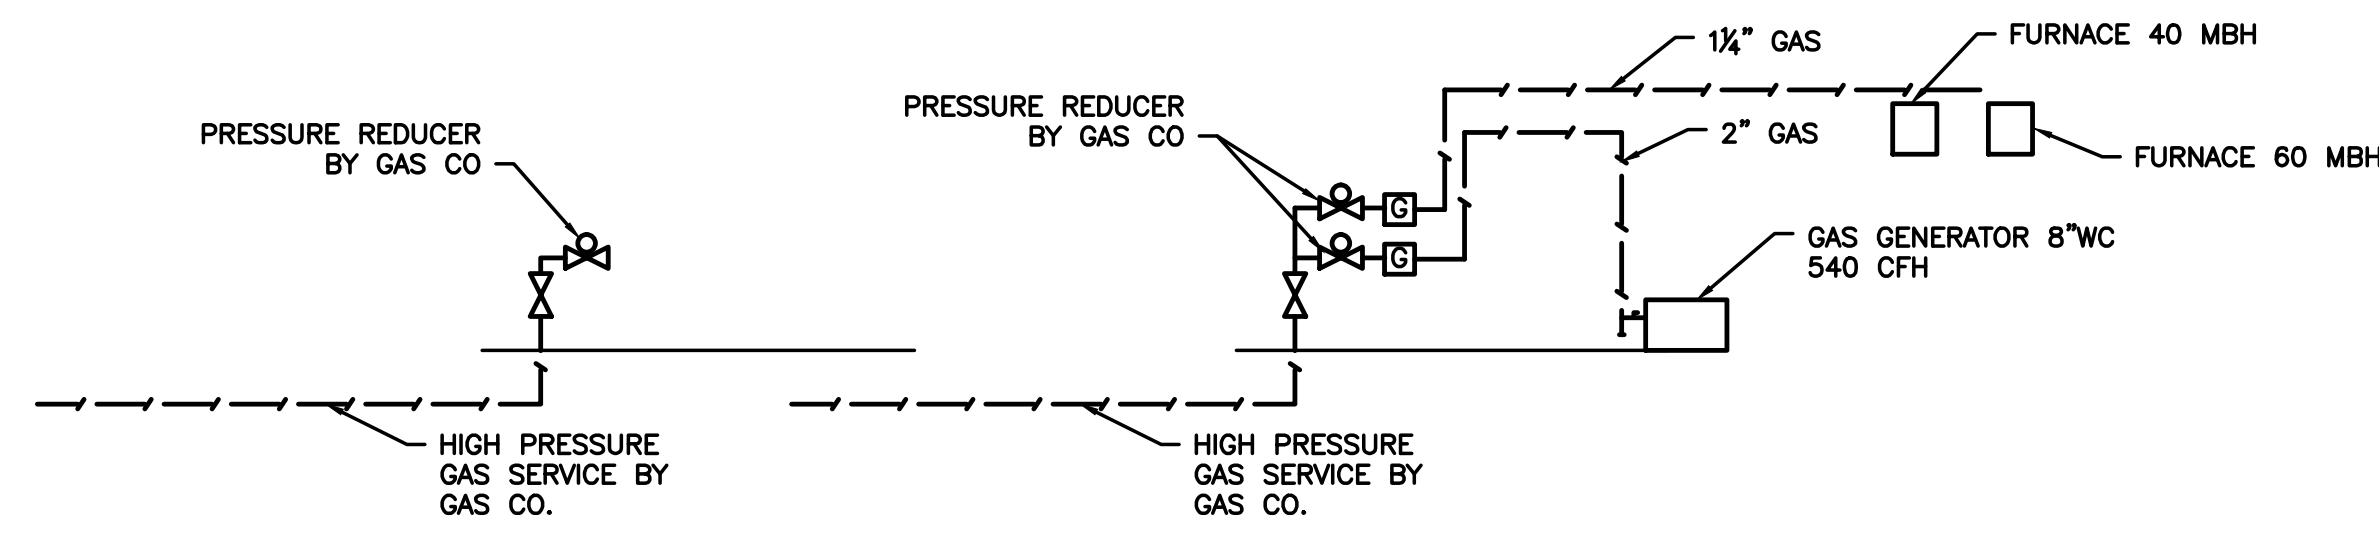 PRESSURE REDUCER
BY GAS CO
HIGH PRESSURE
GAS SERVICE BY
GAS CO.
PRESSURE REDUCER
BY GAS CO
G
G
HIGH PRESSURE
GAS SERVICE BY
GAS CO.
1¼" GAS
2" GAS
FURNACE 40 MBH
FURNACE 60 MBH
GAS GENERATOR 8"WC
540 CFH